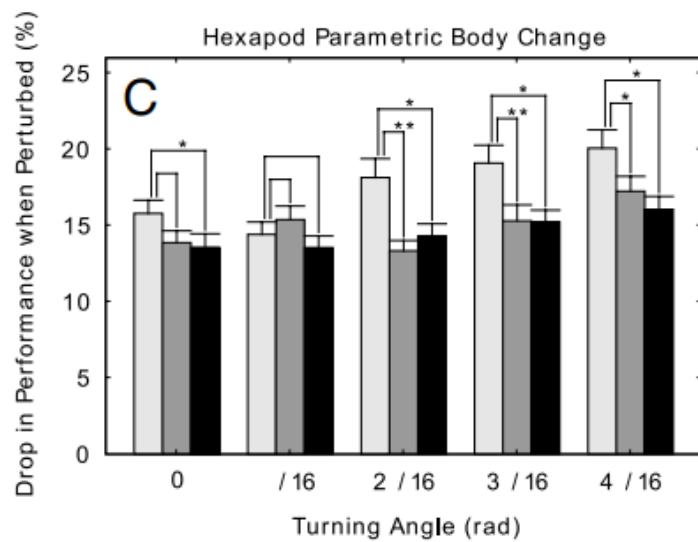 Hexapod Parametric Body Change
C
Drop in Performance when Perturbed (%)
25
20
15
10
5
0
*
*
**
*
**
*
*
0
/ 16
2 / 16
3 / 16
4 / 16
Turning Angle (rad)